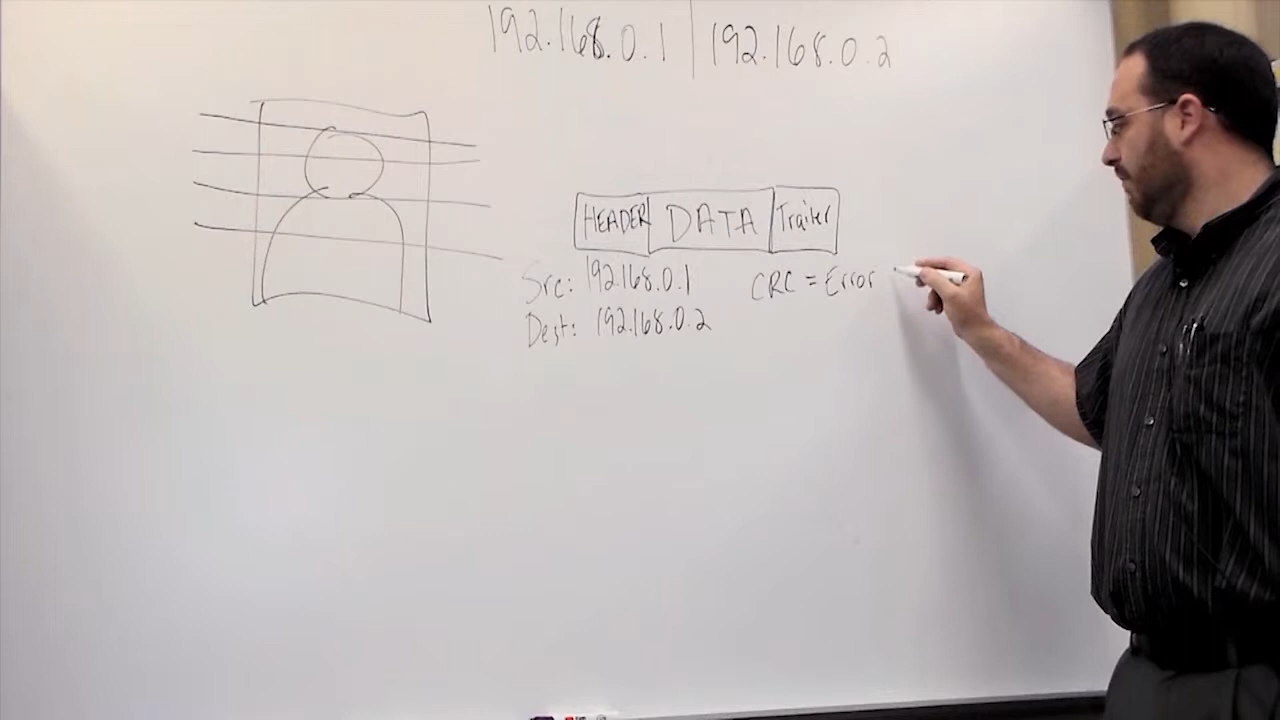 192.168.0.1 | 192.168.0.2
HEADER DATA Trailer
Src: 192.168.0.1
CRC = Error
Dest: 192.168.0.2